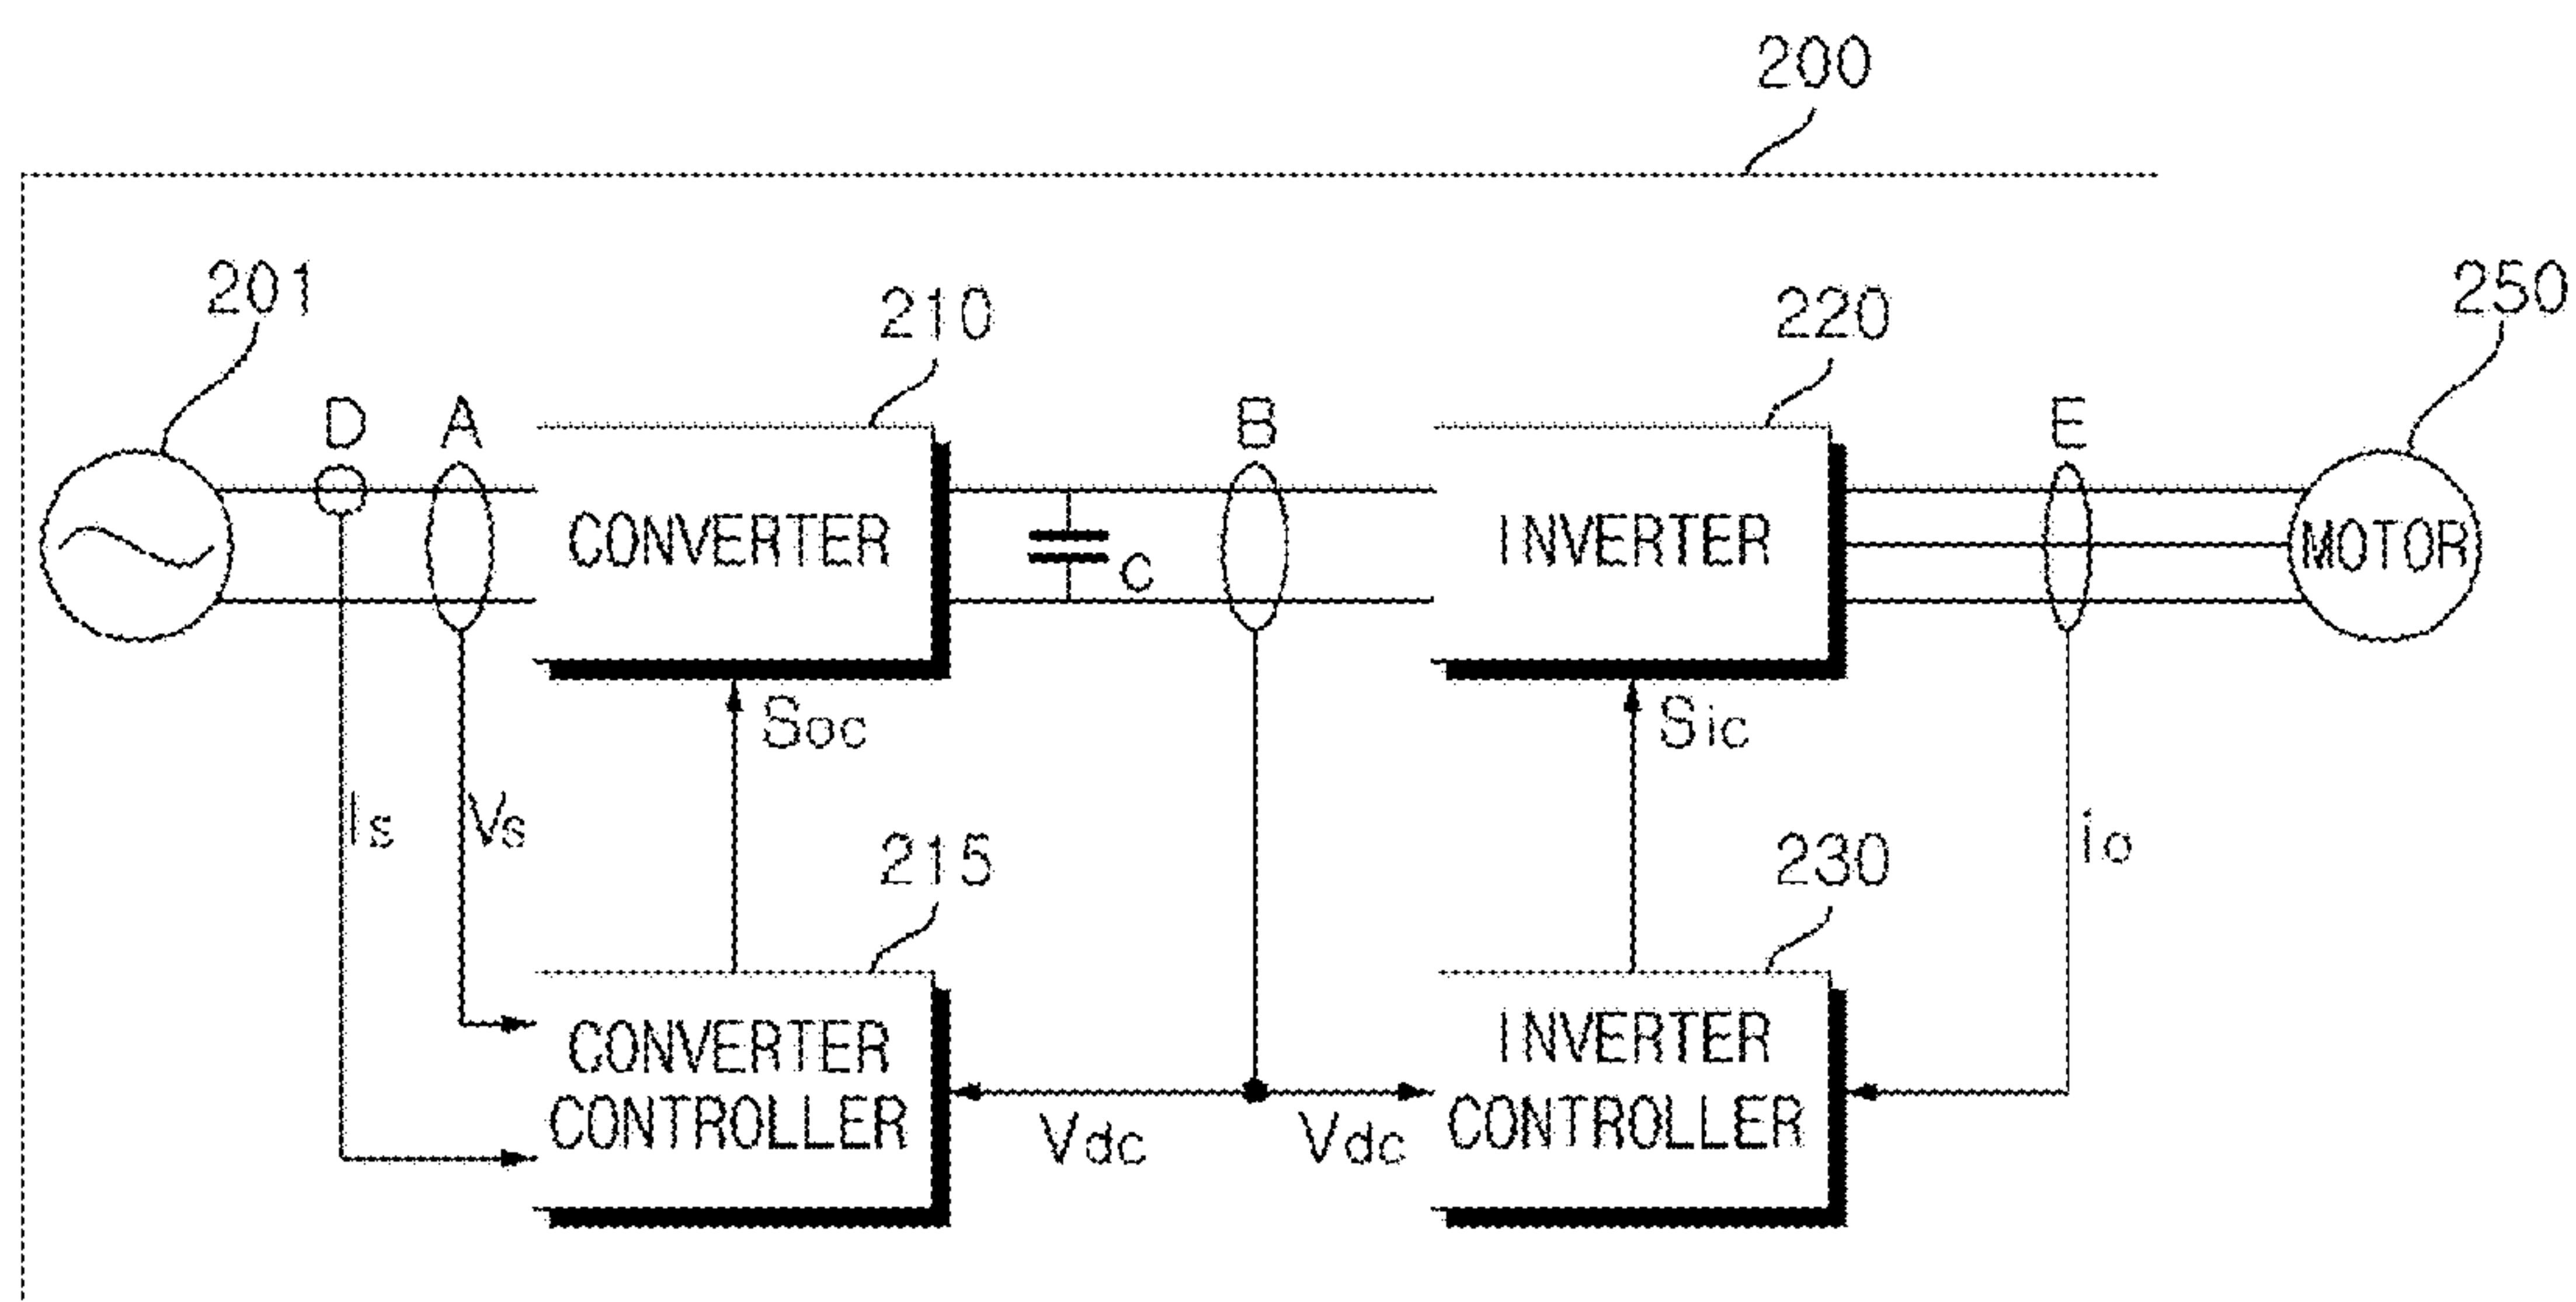 200
201
210
220
250
D
A
B
E
CONVERTER
C
INVERTER
MOTOR
Soc
Sic
Is
Vs
215
230
io
CONVERTER
CONTROLLER
INVERTER
CONTROLLER
Vdc
Vdc